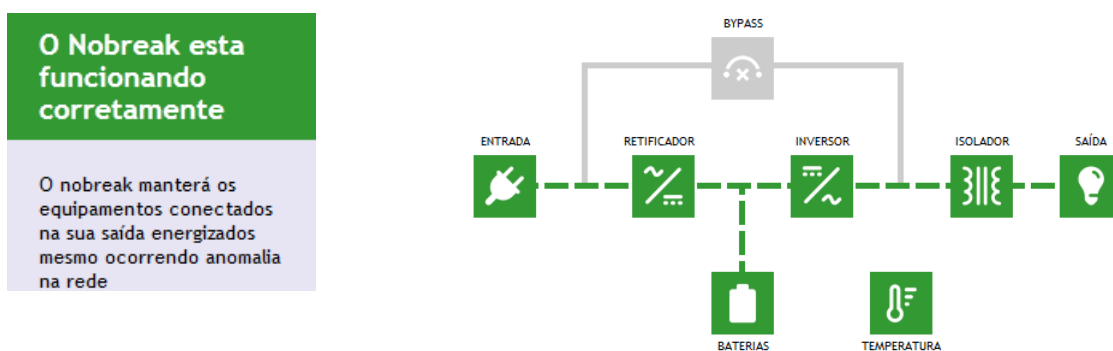 O Nobreak esta
funcionando
corretamente
O nobreak manterá os
equipamentos conectados
na sua saída energizados
mesmo ocorrendo anomalia
na rede
BYPASS
ENTRADA
RETIFICADOR
INVERSOR
ISOLADOR
SAÍDA
BATERIAS
TEMPERATURA